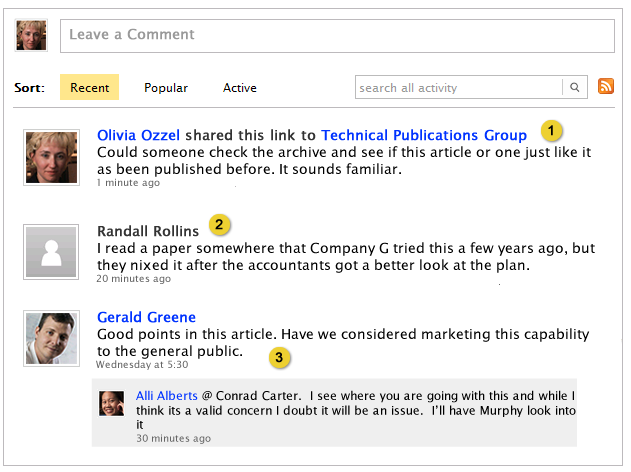 Leave a Comment
Sort: Recent Popular Active search all activity
Olivia Ozzel shared this link to Technical Publications Group 1
Could someone check the archive and see if this article or one just like it
as been published before. It sounds familiar.
1 minute ago
Randall Rollins 2
I read a paper somewhere that Company G tried this a few years ago, but
they nixed it after the accountants got a better look at the plan.
20 minutes ago
Gerald Greene
Good points in this article. Have we considered marketing this capability
to the general public.
Wednesday at 5:30 3
Alli Alberts @ Conrad Carter. I see where you are going with this and while I
think its a valid concern I doubt it will be an issue. I'll have Murphy look into
it
30 minutes ago